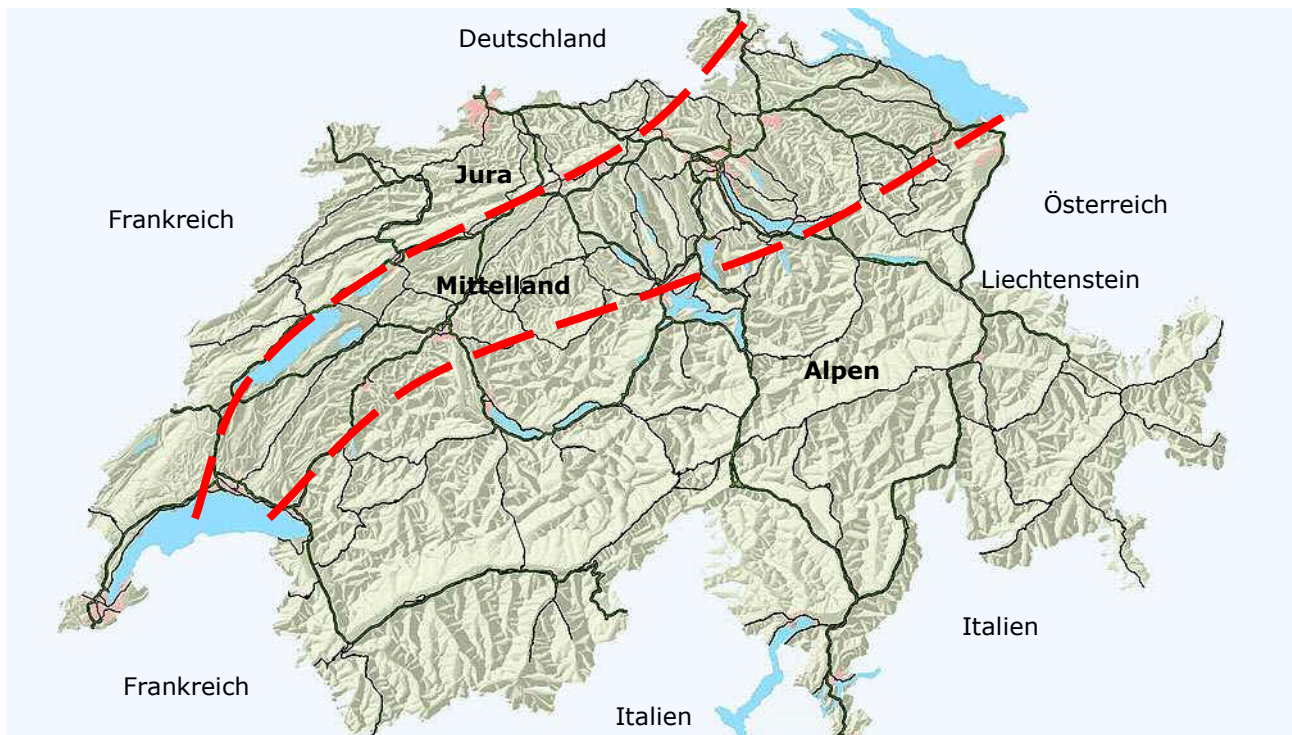 Deutschland
Jura
Frankreich
Österreich
Liechtenstein
Mittelland
Alpen
Italien
Frankreich
Italien